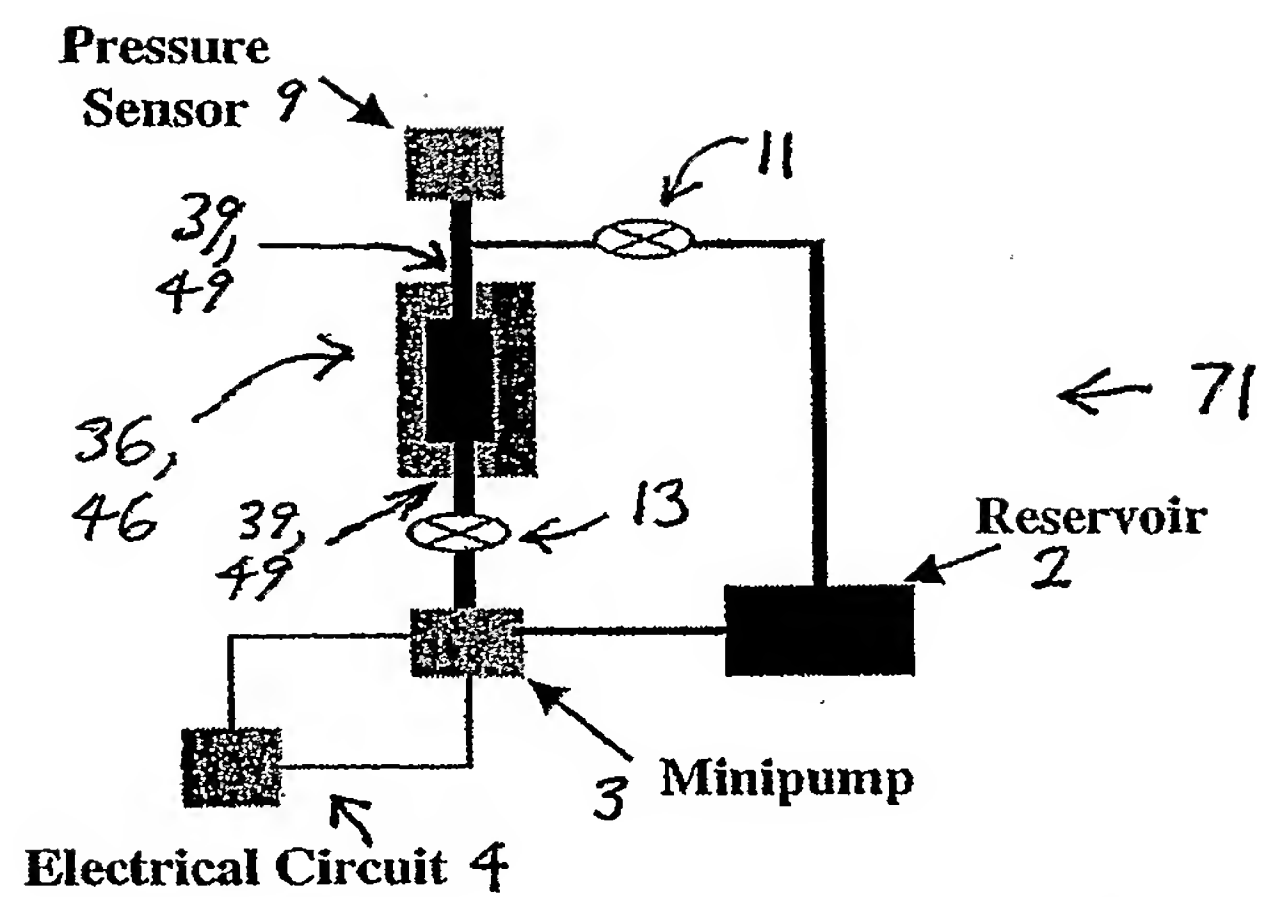 Pressure
Sensor 9
11
39,
49
71
36,
46
39,
49
13
Reservoir
2
3 Minipump
Electrical Circuit 4